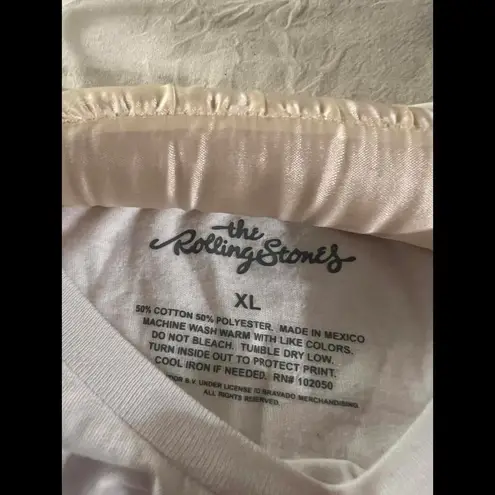 the
Rolling Stones
XL
50% COTTON 50% POLYESTER. MADE IN MEXICO
MACHINE WASH WARM WITH LIKE COLORS.
DO NOT BLEACH. TUMBLE DRY LOW.
TURN INSIDE OUT TO PROTECT PRINT.
COOL IRON IF NEEDED. RN# 102050
B.V. UNDER LICENSE TO BRAVADO MERCHANDISING.
ALL RIGHTS RESERVED.